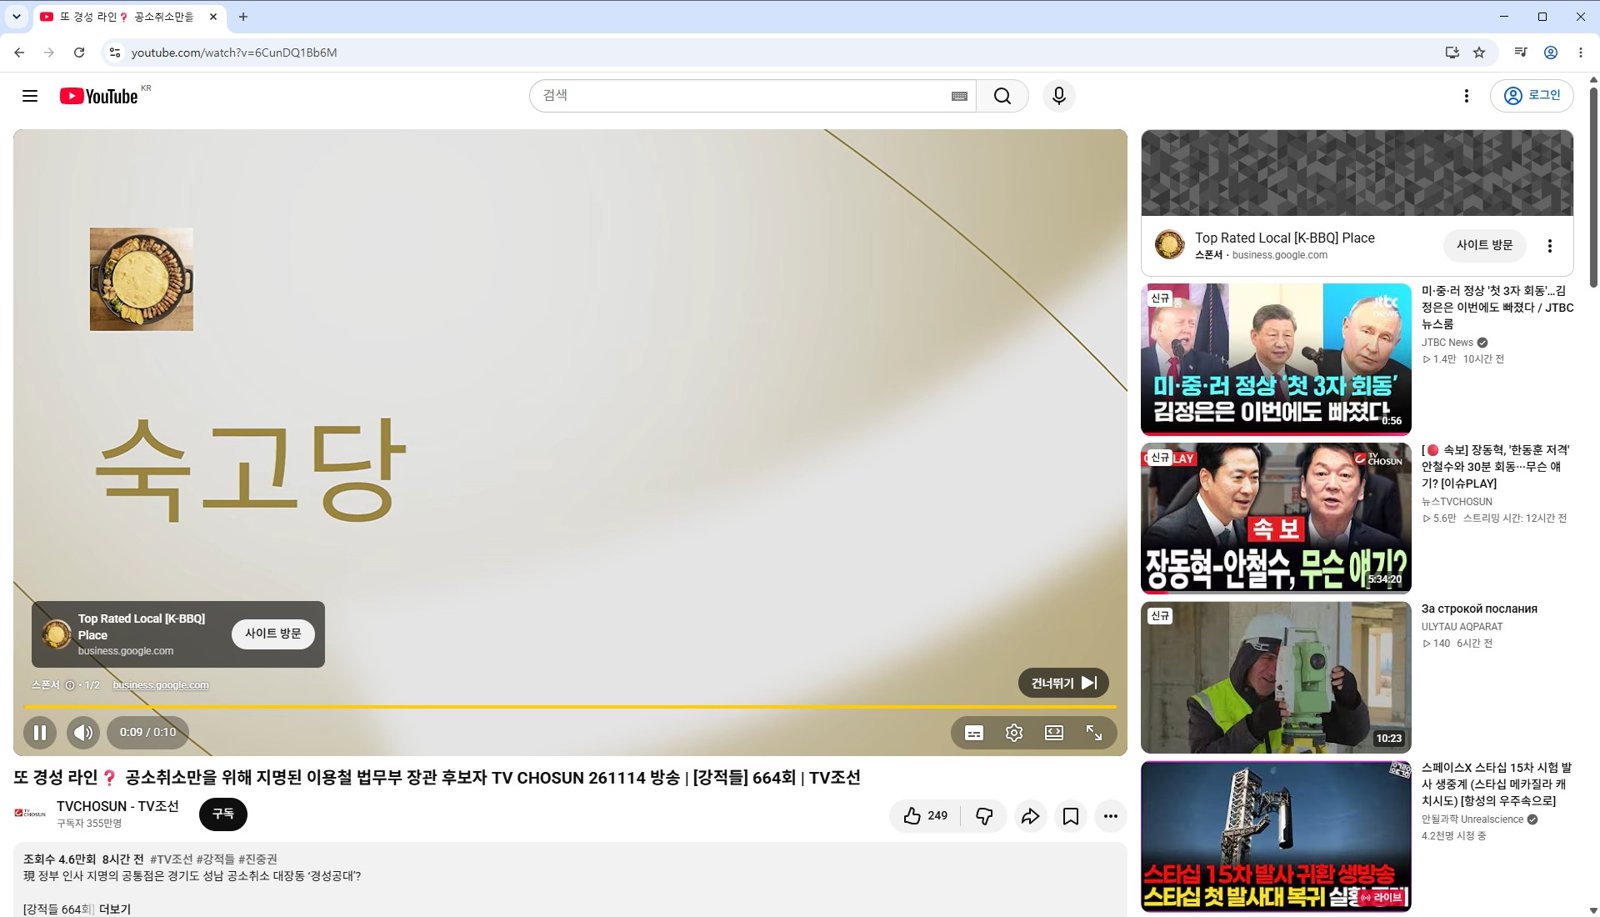 또 경성 라인❓ 공소취소만을
youtube.com/watch?v=6CunDQ1Bb6M
YouTube KR
검색
로그인
숙고당
Top Rated Local [K-BBQ]
Place
business.google.com
사이트 방문
스폰서 · 1/2 business.google.com
건너뛰기
0:09 / 0:10
또 경성 라인❓ 공소취소만을 위해 지명된 이용철 법무부 장관 후보자 TV CHOSUN 261114 방송 | [강적들] 664회 | TV조선
TV CHOSUN
TVCHOSUN - TV조선
구독자 355만명
구독
249
조회수 4.6만회 8시간 전 #TV조선 #강적들 #진중권
現 정부 인사 지명의 공통점은 경기도 성남 공소취소 대장동 ‘경성공대’?
[강적들 664회] 더보기
Top Rated Local [K-BBQ] Place
스폰서 · business.google.com
사이트 방문
신규
jtbc
news
미·중·러 정상 ‘첫 3자 회동’
김정은은 이번에도 빠졌다
0:56
미·중·러 정상 '첫 3자 회동'...김
정은은 이번에도 빠졌다 / JTBC
뉴스룸
JTBC News
1.4만 10시간 전
신규
PLAY
TV CHOSUN
속보
장동혁-안철수, 무슨 얘기?
5:34:20
[🔴 속보] 장동혁, '한동훈 저격'
안철수와 30분 회동…무슨 얘
기? [이슈PLAY]
뉴스TVCHOSUN
5.6만 스트리밍 시간: 12시간 전
신규
10:23
За строкой послания
ULYTAU AQPARAT
140 6시간 전
스타십 15차 발사 귀환 생방송
스타십 첫 발사대 복귀 실황
라이브
스페이스X 스타십 15차 시험 발
사 생중계 (스타십 메카질라 캐
치시도) [항성의 우주속으로]
안될과학 Unrealscience
4.2천명 시청 중